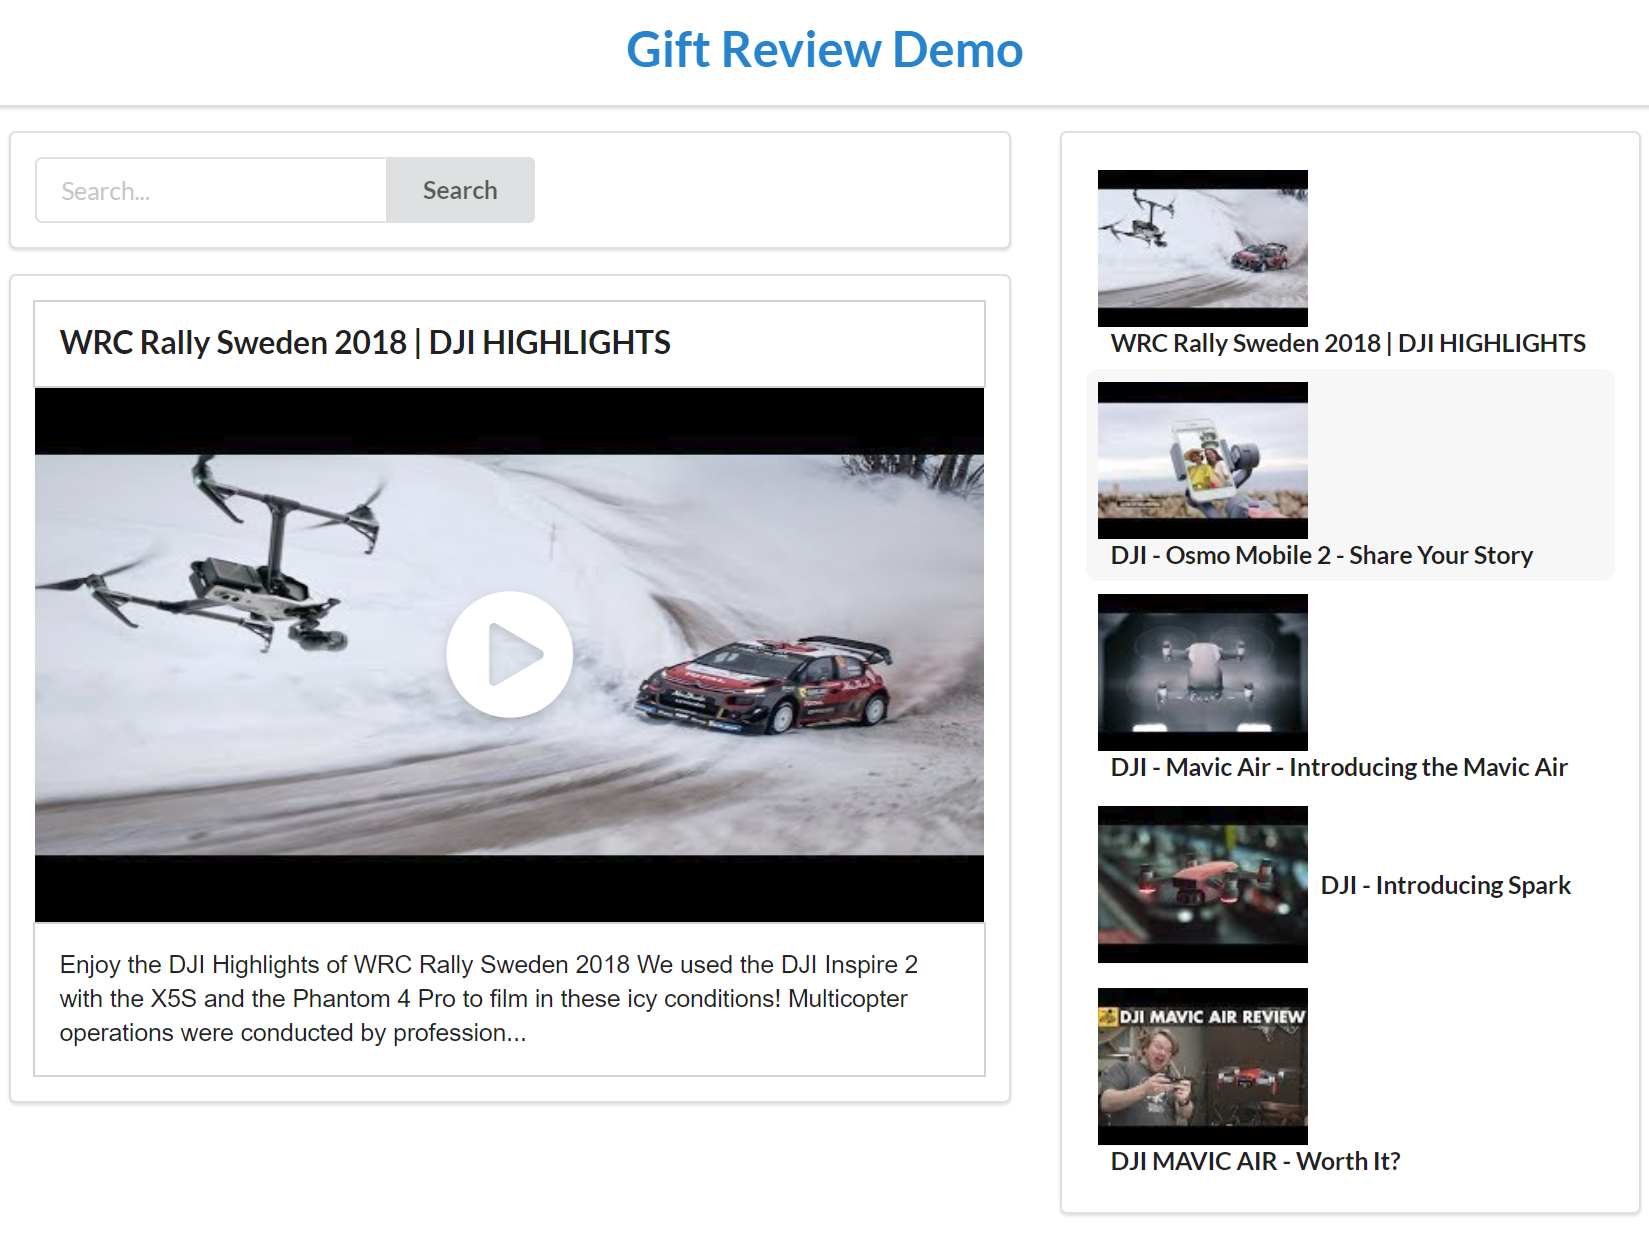 Gift Review Demo
Search...
Search
WRC Rally Sweden 2018 | DJI HIGHLIGHTS
Enjoy the DJI Highlights of WRC Rally Sweden 2018 We used the DJI Inspire 2
with the X5S and the Phantom 4 Pro to film in these icy conditions! Multicopter
operations were conducted by profession...
WRC Rally Sweden 2018 | DJI HIGHLIGHTS
DJI - Osmo Mobile 2 - Share Your Story
DJI - Mavic Air - Introducing the Mavic Air
DJI - Introducing Spark
DJI MAVIC AIR REVIEW
DJI MAVIC AIR - Worth It?